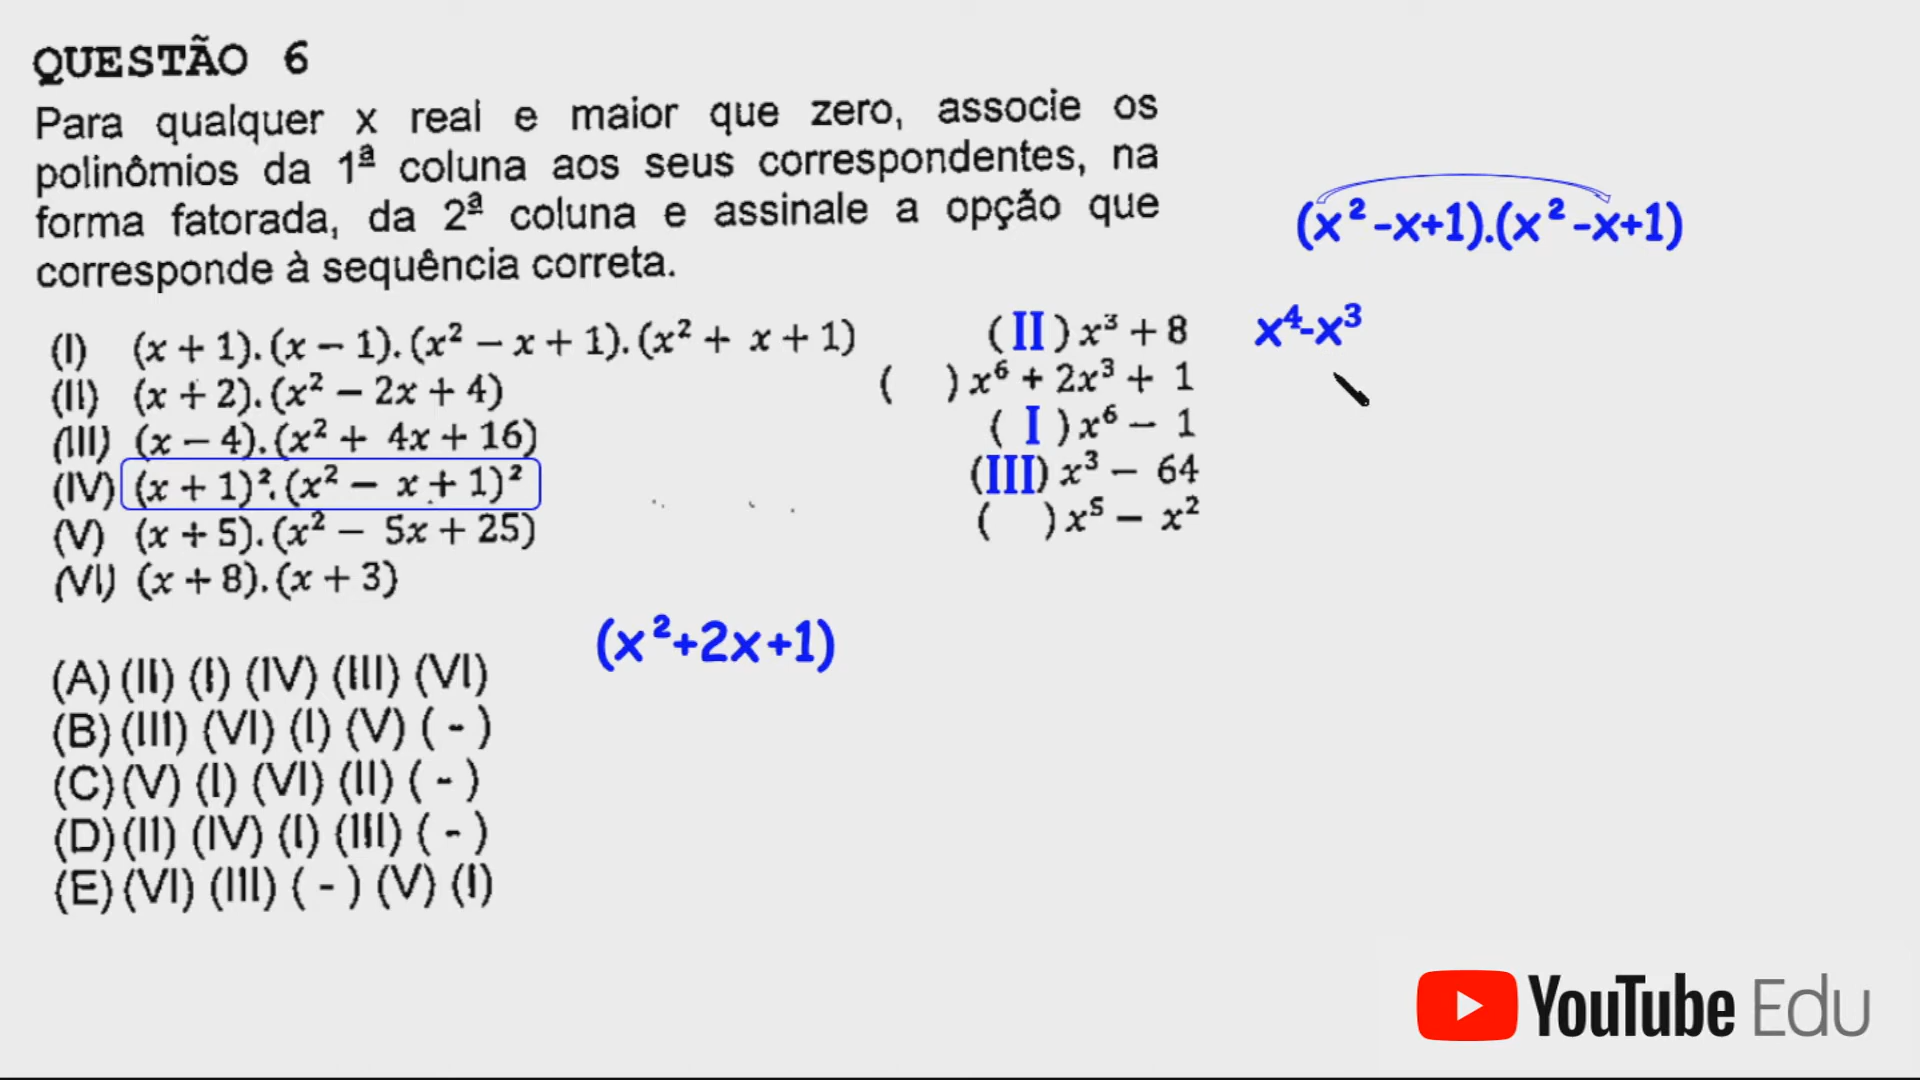 QUESTÃO 6
Para qualquer x real e maior que zero, associe os
polinômios da 1ª coluna aos seus correspondentes, na
forma fatorada, da 2ª coluna e assinale a opção que
corresponde à sequência correta.
(x²-x+1).(x²-x+1)
(I) (x + 1).(x − 1).(x² − x + 1).(x² + x + 1)
(II) (x + 2).(x² − 2x + 4)
(III) (x − 4).(x² + 4x + 16)
(IV) (x + 1)².(x² − x + 1)²
(V) (x + 5).(x² − 5x + 25)
(VI) (x + 8).(x + 3)
(II) x³ + 8
( ) x⁶ + 2x³ + 1
(I) x⁶ − 1
(III) x³ − 64
( ) x⁵ − x²
x⁴-x³
(x²+2x+1)
(A) (II) (I) (IV) (III) (VI)
(B) (III) (VI) (I) (V) ( - )
(C) (V) (I) (VI) (II) ( - )
(D) (II) (IV) (I) (III) ( - )
(E) (VI) (III) ( - ) (V) (I)
YouTube Edu